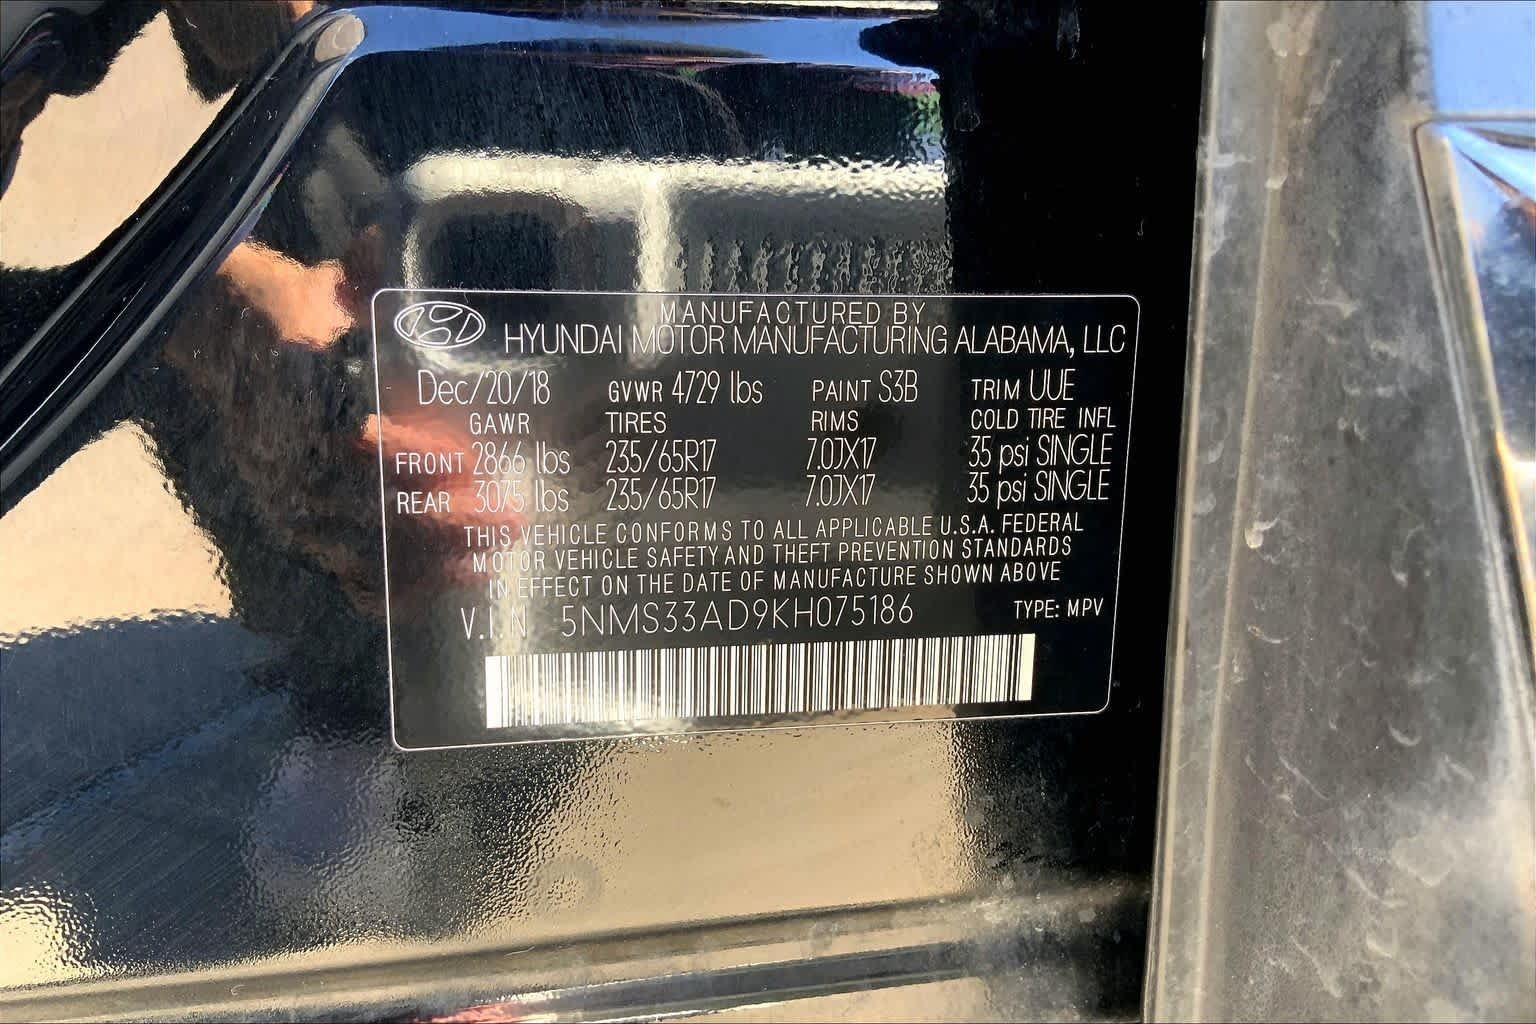 MANUFACTURED BY
HYUNDAI MOTOR MANUFACTURING ALABAMA, LLC
Dec/20/18 GVWR 4729 lbs PAINT S3B TRIM UUE
GAWR TIRES RIMS COLD TIRE INFL
FRONT 2866 lbs 235/65R17 7.0JX17 35 psi SINGLE
REAR 3075 lbs 235/65R17 7.0JX17 35 psi SINGLE
THIS VEHICLE CONFORMS TO ALL APPLICABLE U.S.A. FEDERAL
MOTOR VEHICLE SAFETY AND THEFT PREVENTION STANDARDS
IN EFFECT ON THE DATE OF MANUFACTURE SHOWN ABOVE
V.I.N 5NMS33AD9KH075186 TYPE: MPV